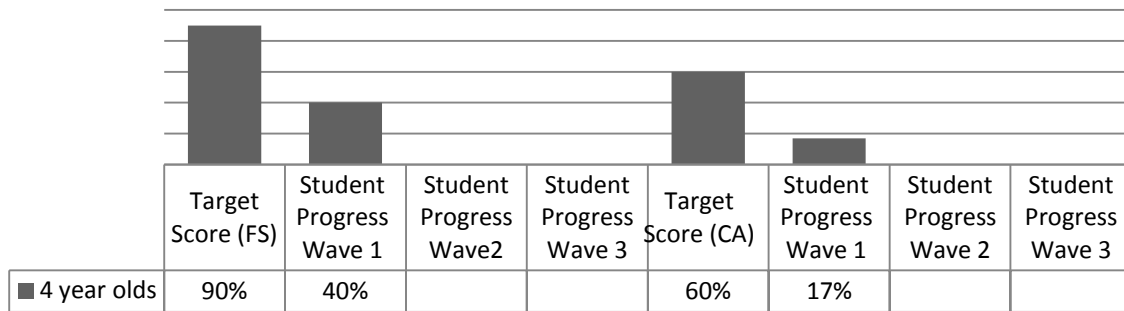 Target Score (FS)
Student Progress Wave 1
Student Progress Wave2
Student Progress Wave 3
Target Score (CA)
Student Progress Wave 1
Student Progress Wave 2
Student Progress Wave 3
4 year olds 90% 40% 60% 17%